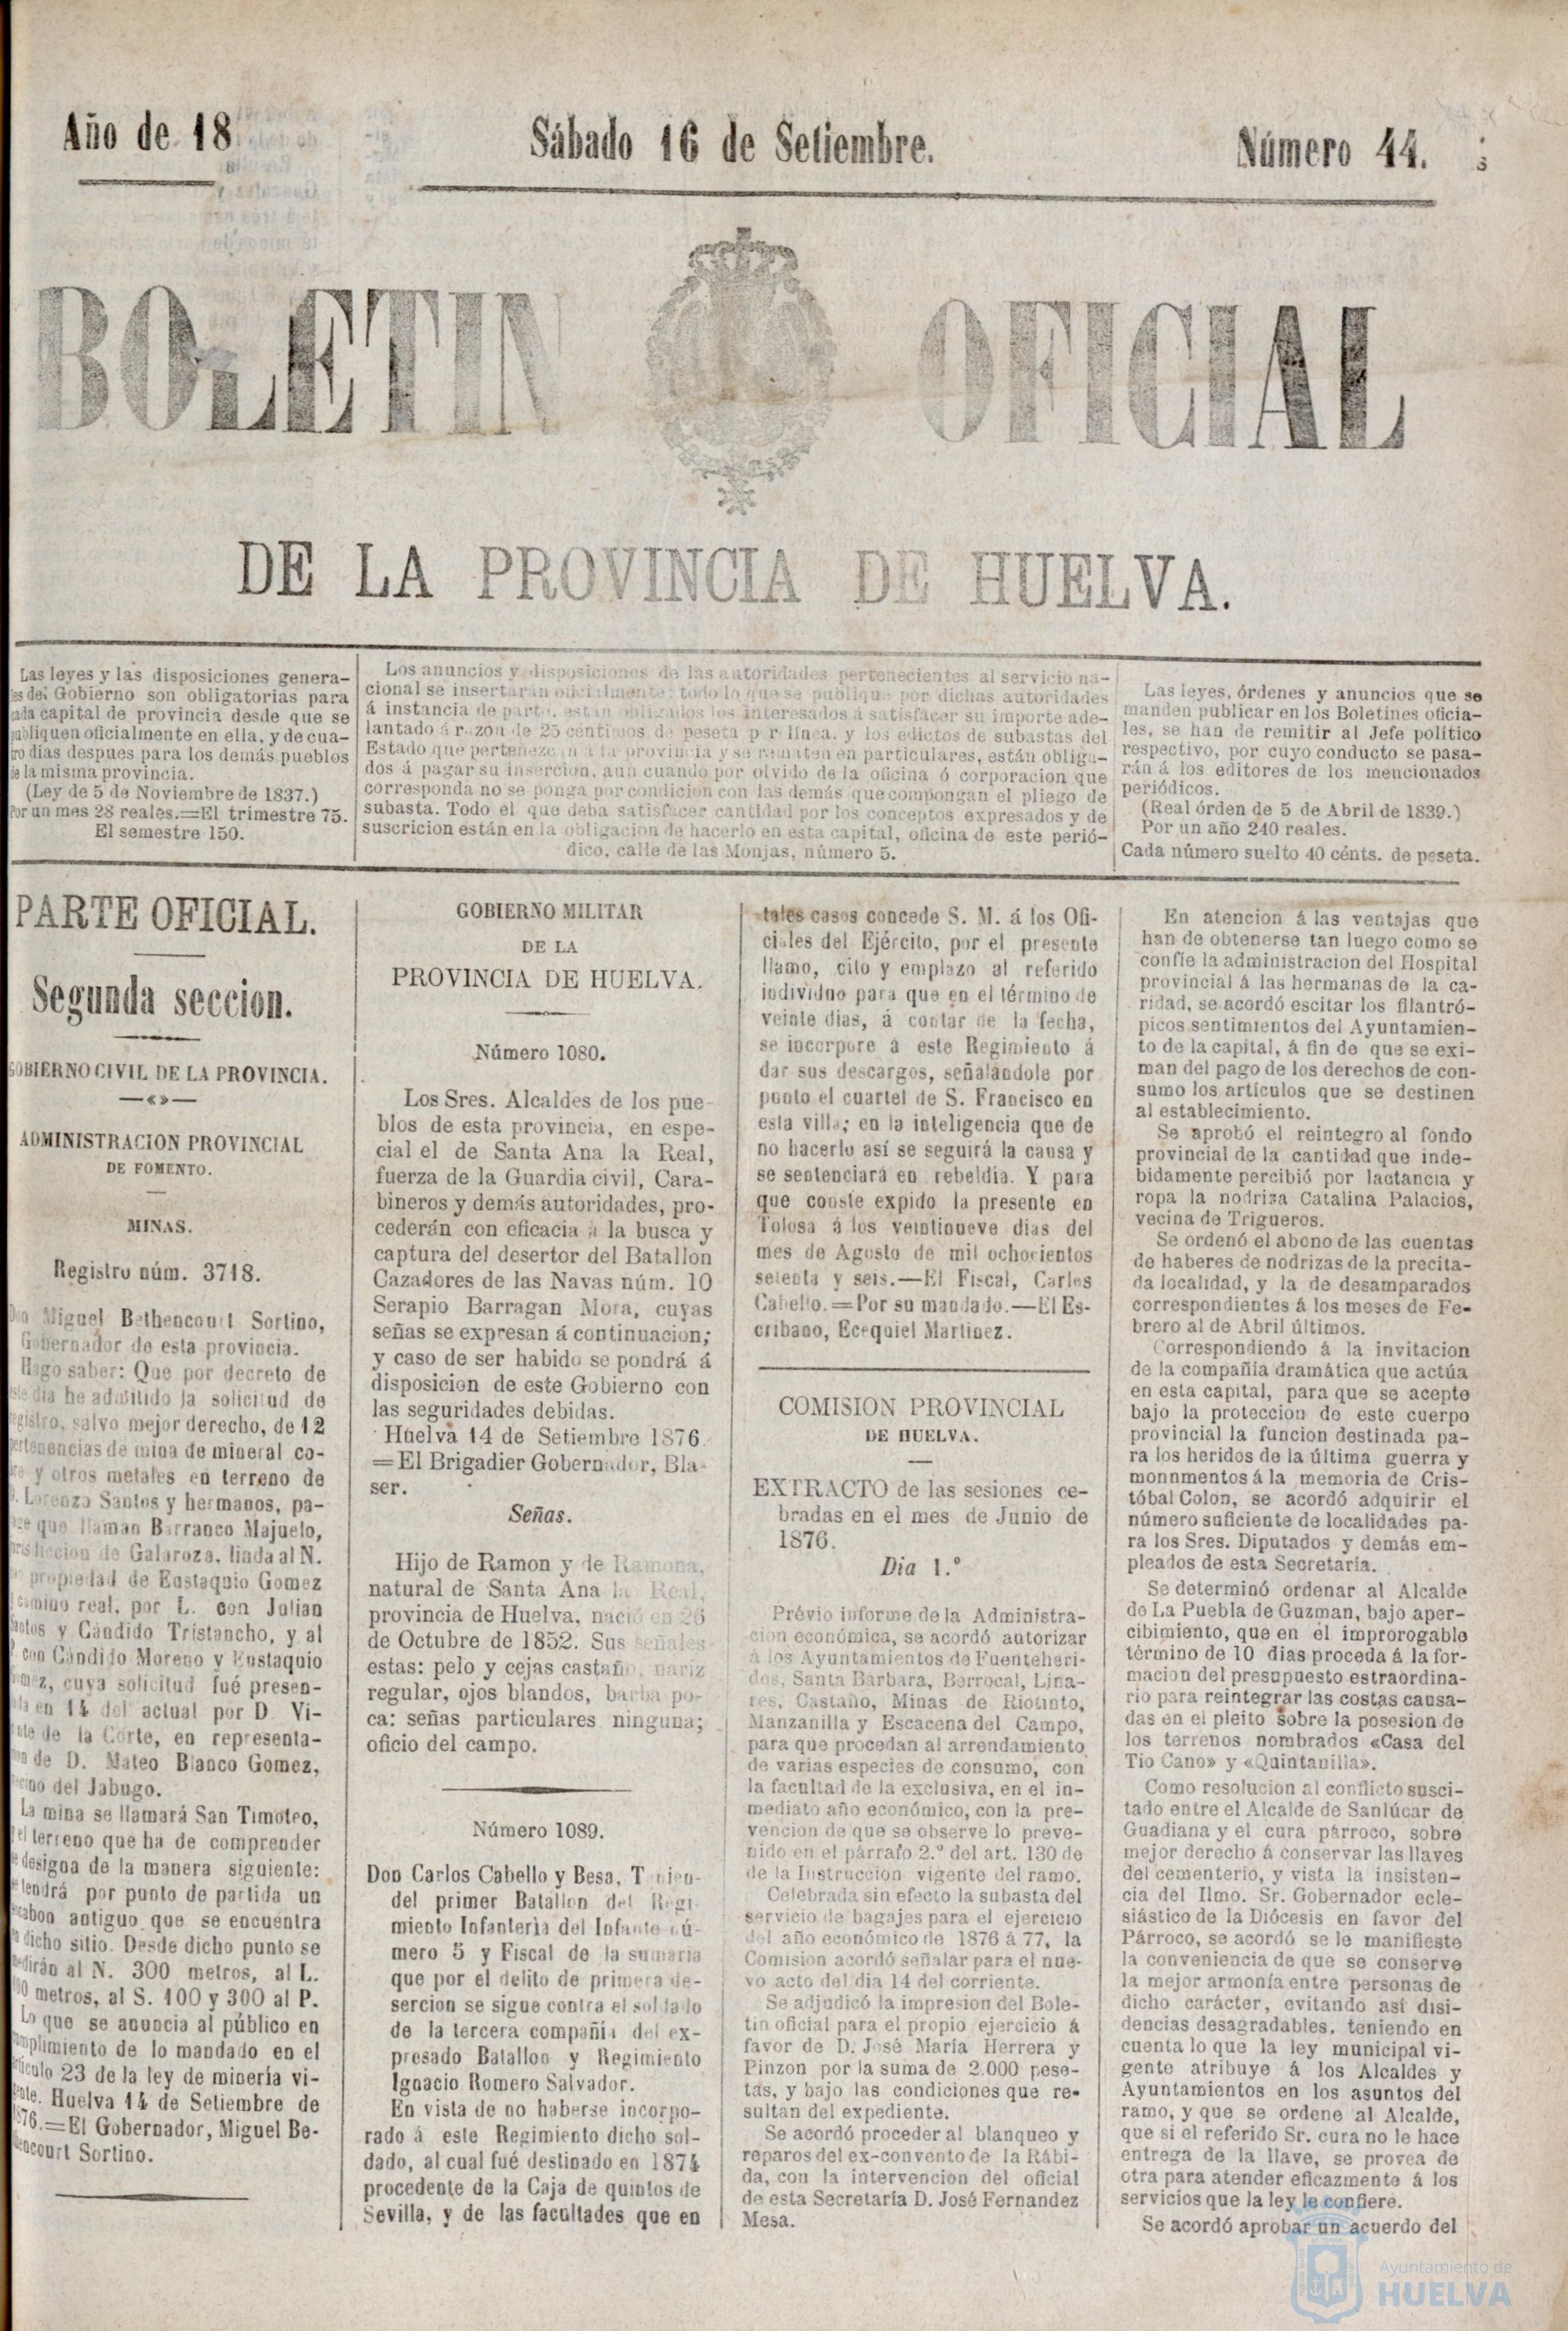 Año de 18
Sábado 16 de Setiembre.
Número 44.
BOLETIN OFICIAL
DE LA PROVINCIA DE HUELVA.
Las leyes y las disposiciones genera-
les del Gobierno son obligatorias para
cada capital de provincia desde que se
publiquen oficialmente en ella, y de cua-
tro dias despues para los demás pueblos
de la misma provincia.
(Ley de 5 de Noviembre de 1837.)
Por un mes 28 reales.=El trimestre 75.
El semestre 150.
Los anuncios y disposiciones de las autoridades pertenecientes al servicio na-
cional se insertarán oficialmente: todo lo que se publique por dichas autoridades
á instancia de parte, están obligados los interesados á satisfacer su importe ade-
lantado á razón de 25 céntimos de peseta p r línea. y los edictos de subastas del
Estado que pertenezcan á la provincia y se rematen en particulares, están obliga-
dos á pagar su insercion, aun cuando por olvido de la oficina ó corporacion que
corresponda no se ponga por condicion con las demás que compongan el pliego de
subasta. Todo el que deba satisfacer cantidad por los conceptos expresados y de
suscricion están en la obligacion de hacerlo en esta capital, oficina de este perió-
dico, calle de las Monjas, número 5.
Las leyes, órdenes y anuncios que se
manden publicar en los Boletines oficia-
les, se han de remitir al Jefe político
respectivo, por cuyo conducto se pasa-
rán á los editores de los mencionados
periódicos.
(Real órden de 5 de Abril de 1839.)
Por un año 240 reales.
Cada número suelto 40 cénts. de peseta.
PARTE OFICIAL.
Segunda seccion.
GOBIERNO CIVIL DE LA PROVINCIA.
ADMINISTRACION PROVINCIAL
DE FOMENTO.
MINAS.
Registro núm. 3718.
Don Miguel Bethencourt Sortino,
Gobernador de esta provincia.
Hago saber: Que por decreto de
este dia he admitido la solicitud de
registro, salvo mejor derecho, de 12
pertenencias de mina de mineral co-
bre y otros metales en terreno de
D. Lorenzo Santos y hermanos, pa-
rage que llaman Barranco Majuelo,
jurisdiccion de Galaroza, linda al N.
propiedad de Eustaquio Gomez
camino real, por L. con Julian
Santos y Cándido Tristancho, y al
P. con Cándido Moreno y Eustaquio
Gomez, cuya solicitud fué presen-
tada en 14 del actual por D. Vi-
cente de la Corte, en representa-
cion de D. Mateo Blanco Gomez,
vecino del Jabugo.
La mina se llamará San Timoteo,
y el terreno que ha de comprender
se designa de la manera siguiente:
se tendrá por punto de partida un
socabon antiguo que se encuentra
en dicho sitio. Desde dicho punto se
medirán al N. 300 metros, al L.
metros, al S. 100 y 300 al P.
Lo que se anuncia al público en
cumplimiento de lo mandado en el
artículo 23 de la ley de minería vi-
gente. Huelva 14 de Setiembre de
1876.=El Gobernador, Miguel Be-
thencourt Sortino.
GOBIERNO MILITAR
DE LA
PROVINCIA DE HUELVA.
Número 1080.
Los Sres. Alcaldes de los pue-
blos de esta provincia, en espe-
cial el de Santa Ana la Real,
fuerza de la Guardia civil, Cara-
bineros y demás autoridades, pro-
cederán con eficacia á la busca y
captura del desertor del Batallon
Cazadores de las Navas núm. 10
Serapio Barragan Mora, cuyas
señas se expresan á continuacion;
y caso de ser habido se pondrá á
disposicion de este Gobierno con
las seguridades debidas.
Huelva 14 de Setiembre 1876.
=El Brigadier Gobernador, Bla-
ser.
Señas.
Hijo de Ramon y de Ramona,
natural de Santa Ana la Real,
provincia de Huelva, nació en 26
de Octubre de 1852. Sus señales
estas: pelo y cejas castaño, nariz
regular, ojos blandos, barba po-
ca: señas particulares ninguna;
oficio del campo.
Número 1089.
Don Carlos Cabello y Besa, Tenien-
del primer Batallon del Regi-
miento Infantería del Infante nú-
mero 5 y Fiscal de la sumaria
que por el delito de primera de-
sercion se sigue contra el soldado
de la tercera compañía del ex-
presado Batallon y Regimiento
Ignacio Romero Salvador.
En vista de no haberse incorpo-
rado á este Regimiento dicho sol-
dado, al cual fué destinado en 1874
procedente de la Caja de quintos de
Sevilla, y de las facultades que en
tales casos concede S. M. á los Ofi-
ciales del Ejército, por el presente
llamo, cito y emplazo al referido
individno para que en el término de
veinte dias, á contar de la fecha,
se incorpore á este Regimiento á
dar sus descargos, señalándole por
punto el cuartel de S. Francisco en
esta villa; en la inteligencia que de
no hacerlo así se seguirá la causa y
se sentenciará en rebeldía. Y para
que conste expido la presente en
Tolosa á los veintinueve dias del
mes de Agosto de mil ochocientos
setenta y seis.—El Fiscal, Carlos
Cabello.=Por su mandado.—El Es-
cribano, Ecequiel Martinez.
COMISION PROVINCIAL
DE HUELVA.
EXTRACTO de las sesiones ce-
bradas en el mes de Junio de
1876.
Dia 1.º
Prévio informe de la Administra-
cion económica, se acordó autorizar
á los Ayuntamientos de Fuenteheri-
dos, Santa Bárbara, Berrocal, Lina-
res, Castaño, Minas de Riotinto,
Manzanilla y Escacena del Campo,
para que procedan al arrendamiento
de varias especies de consumo, con
la facultad de la exclusiva, en el in-
mediato año económico, con la pre-
vencion de que se observe lo preve-
nido en el párrafo 2.º del art. 130 de
de la Instruccion vigente del ramo.
Celebrada sin efecto la subasta del
servicio de bagajes para el ejercicio
del año económico de 1876 á 77, la
Comision acordó señalar para el nue-
vo acto del dia 14 del corriente.
Se adjudicó la impresion del Bole-
tin oficial para el propio ejercicio á
favor de D. José María Herrera y
Pinzon por la suma de 2.000 pese-
tas, y bajo las condiciones que re-
sultan del expediente.
Se acordó proceder al blanqueo y
reparos del ex-convento de la Rábi-
da, con la intervencion del oficial
de esta Secretaría D. José Fernandez
Mesa.
En atencion á las ventajas que
han de obtenerse tan luego como se
confie la administracion del Hospital
provincial á las hermanas de la ca-
ridad, se acordó escitar los filantró-
picos sentimientos del Ayuntamien-
to de la capital, á fin de que se exi-
man del pago de los derechos de con-
sumo los artículos que se destinen
al establecimiento.
Se aprobó el reintegro al fondo
provincial de la cantidad que inde-
bidamente percibió por lactancia y
ropa la nodriza Catalina Palacios,
vecina de Trigueros.
Se ordenó el abono de las cuentas
de haberes de nodrizas de la precita-
da localidad, y la de desamparados
correspondientes á los meses de Fe-
brero al de Abril últimos.
Correspondiendo á la invitacion
de la compañía dramática que actúa
en esta capital, para que se acepte
bajo la proteccion de este cuerpo
provincial la funcion destinada pa-
ra los heridos de la última guerra y
monnmentos á la memoria de Cris-
tóbal Colon, se acordó adquirir el
número suficiente de localidades pa-
ra los Sres. Diputados y demás em-
pleados de esta Secretaría.
Se determinó ordenar al Alcalde
de La Puebla de Guzman, bajo aper-
cibimiento, que en el improrogable
término de 10 dias proceda á la for-
macion del presupuesto estraordina-
rio para reintegrar las costas causa-
das en el pleito sobre la posesion de
los terrenos nombrados «Casa del
Tio Cano» y «Quintanilla».
Como resolucion al conflicto susci-
tado entre el Alcalde de Sanlúcar de
Guadiana y el cura párroco, sobre
mejor derecho á conservar las llaves
del cementerio, y vista la insisten-
cia del Ilmo. Sr. Gobernador ecle-
siástico de la Diócesis en favor del
Párroco, se acordó se le manifieste
la conveniencia de que se conserve
la mejor armonía entre personas de
dicho carácter, evitando así disi-
dencias desagradables, teniendo en
cuenta lo que la ley municipal vi-
gente atribuye á los Alcaldes y
Ayuntamientos en los asuntos del
ramo, y que se ordene al Alcalde,
que si el referido Sr. cura no le hace
entrega de la llave, se provea de
otra para atender eficazmente á los
servicios que la ley le confiere.
Se acordó aprobar un acuerdo del
Ayuntamiento de
HUELVA